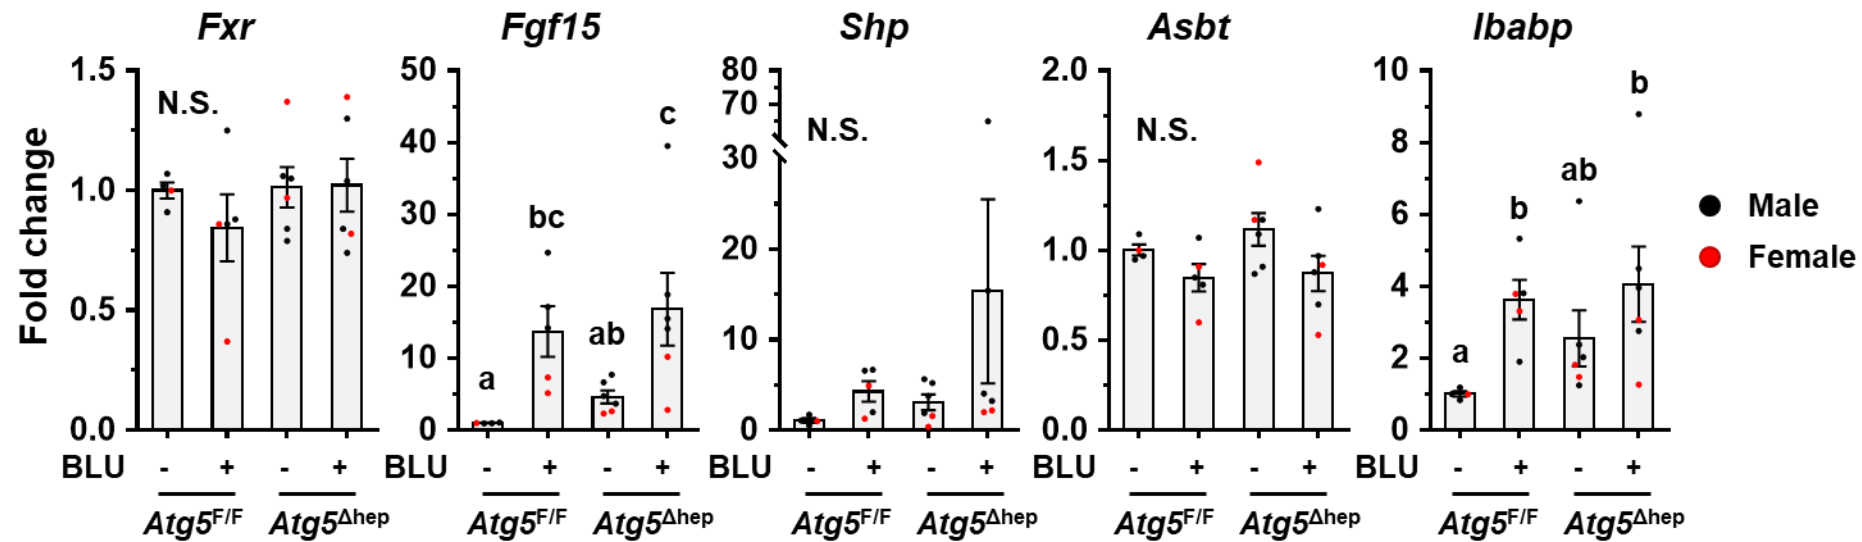 Fxr
Fgf15
Shp
Asbt
Ibabp
Fold change
1.5
1.0
0.5
0.0
N.S.
BLU - + - +
Atg5F/F Atg5Δhep
50
40
30
20
10
0
a bc ab c
BLU - + - +
Atg5F/F Atg5Δhep
80
70
30
20
10
0
N.S.
BLU - + - +
Atg5F/F Atg5Δhep
2.0
1.5
1.0
0.5
0.0
N.S.
BLU - + - +
Atg5F/F Atg5Δhep
10
8
6
4
2
0
a b ab b
BLU - + - +
Atg5F/F Atg5Δhep
Male
Female